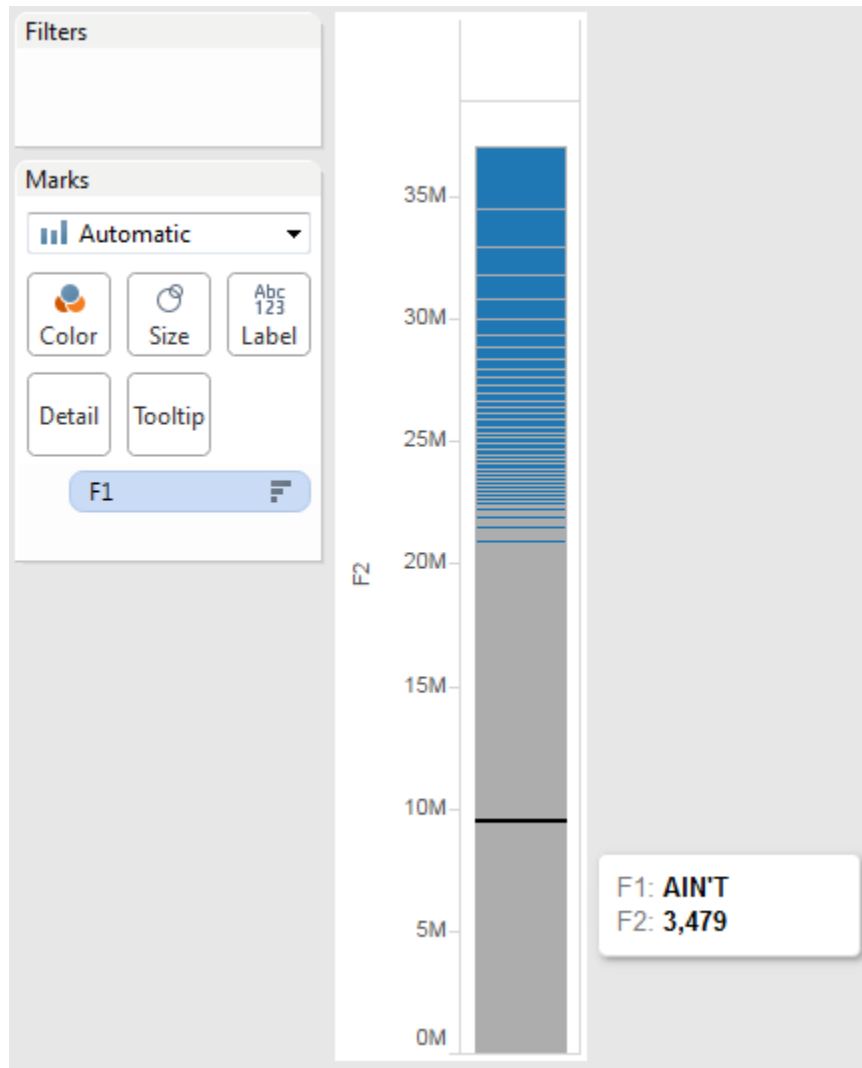 Filters
Marks
Automatic
Color
Size
Abc
123
Label
Detail
Tooltip
F1
35M
30M
25M
20M
F2
15M
10M
5M
0M
F1: AIN'T
F2: 3,479